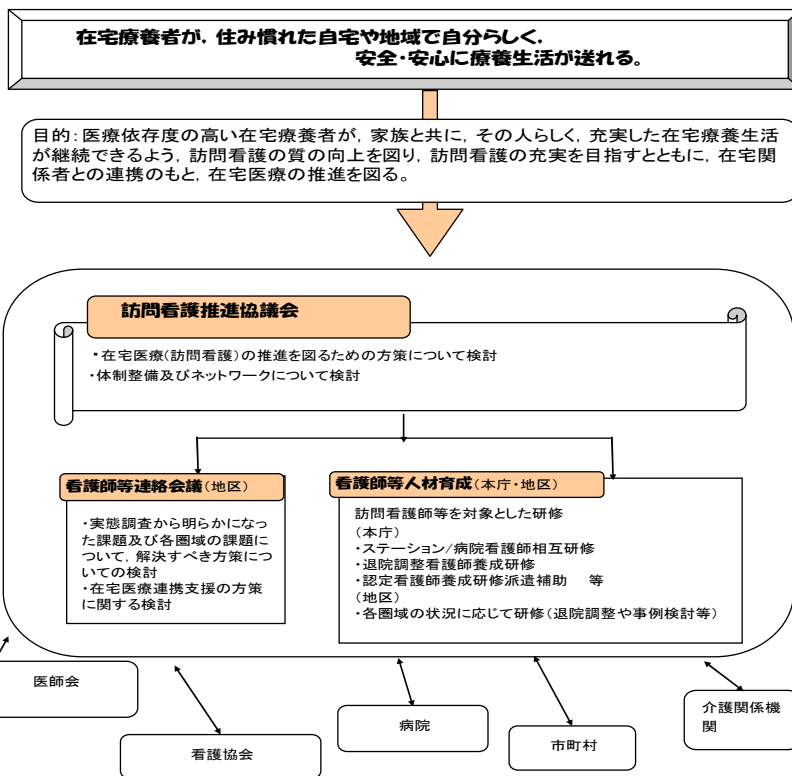 在宅療養者が，住み慣れた自宅や地域で自分らしく，
安全・安心に療養生活が送れる。
目的：医療依存度の高い在宅療養者が，家族と共に，その人らしく，充実した在宅療養生活
が継続できるよう，訪問看護の質の向上を図り，訪問看護の充実を目指すとともに，在宅関
係者との連携のもと，在宅医療の推進を図る。
訪問看護推進協議会
・在宅医療（訪問看護）の推進を図るための方策について検討
・体制整備及びネットワークについて検討
看護師等連絡会議（地区）
・実態調査から明らかになっ
た課題及び各圏域の課題に
ついて，解決すべき方策につ
いての検討
・在宅医療連携支援の方策
に関する検討
看護師等人材育成（本庁・地区）
訪問看護師等を対象とした研修
（本庁）
・ステーション/病院看護師相互研修
・退院調整看護師養成研修
・認定看護師養成研修派遣補助　等
（地区）
・各圏域の状況に応じて研修（退院調整や事例検討等）
医師会
看護協会
病院
市町村
介護関係機
関